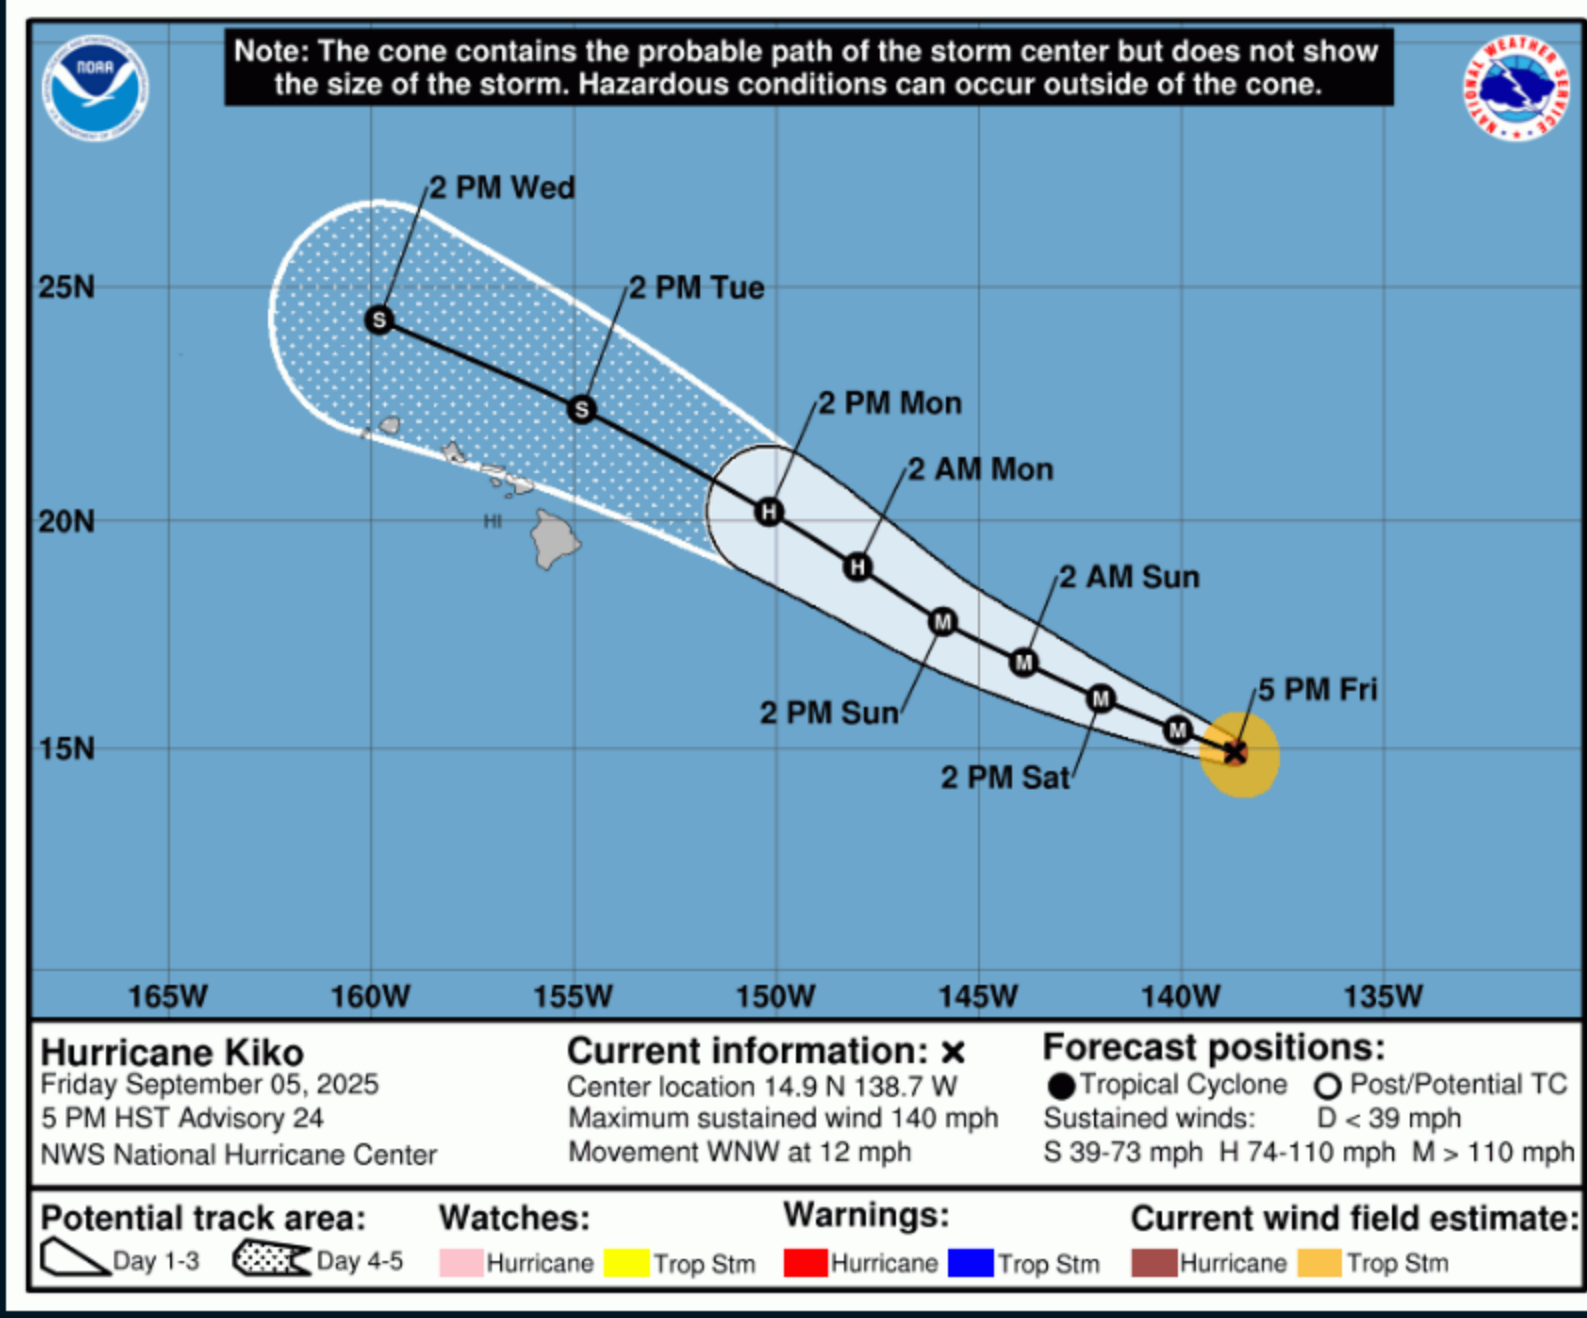 Note: The cone contains the probable path of the storm center but does not show
the size of the storm. Hazardous conditions can occur outside of the cone.
NOAA
NATIONAL WEATHER SERVICE
2 PM Wed
25N
2 PM Tue
2 PM Mon
2 AM Mon
20N
HI
2 AM Sun
2 PM Sun
5 PM Fri
15N
2 PM Sat
S
S
H
H
M
M
M
M
165W 160W 155W 150W 145W 140W 135W
Hurricane Kiko
Friday September 05, 2025
5 PM HST Advisory 24
NWS National Hurricane Center
Current information: x
Center location 14.9 N 138.7 W
Maximum sustained wind 140 mph
Movement WNW at 12 mph
Forecast positions:
Tropical Cyclone Post/Potential TC
Sustained winds: D < 39 mph
S 39-73 mph H 74-110 mph M > 110 mph
Potential track area:
Day 1-3 Day 4-5
Watches:
Hurricane Trop Stm
Warnings:
Hurricane Trop Stm
Current wind field estimate:
Hurricane Trop Stm